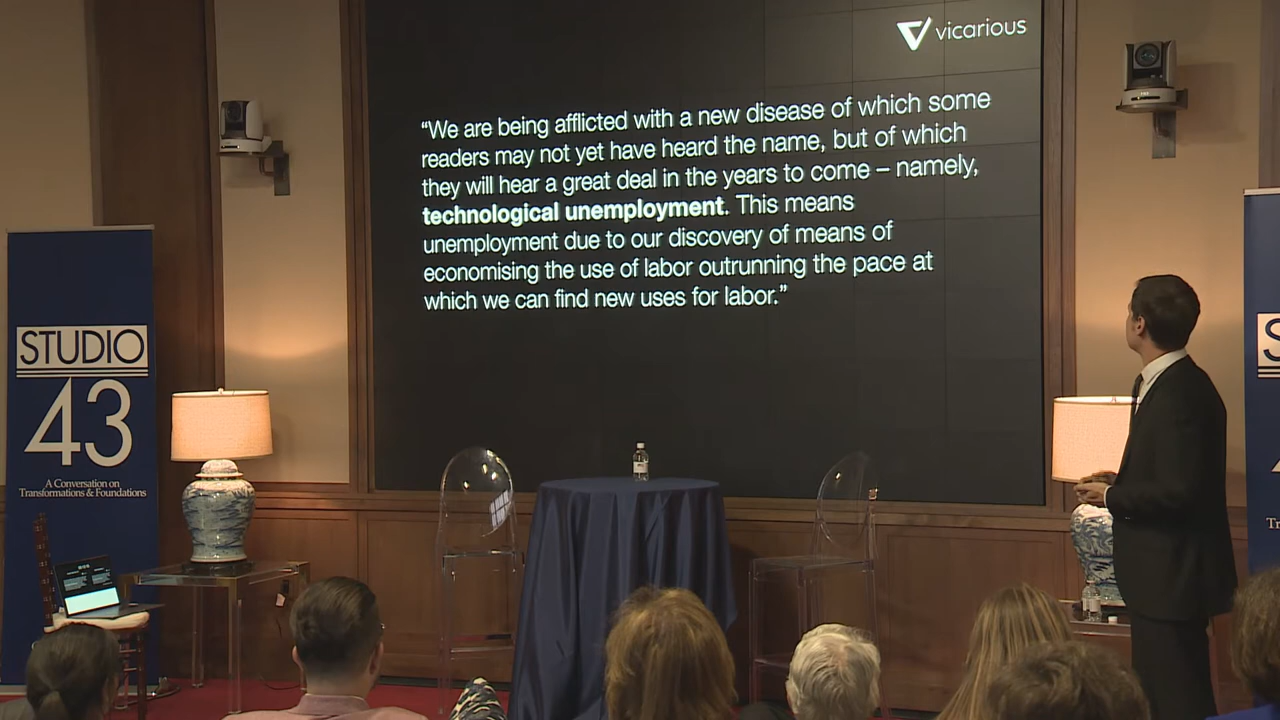 vicarious
“We are being afflicted with a new disease of which some
readers may not yet have heard the name, but of which
they will hear a great deal in the years to come – namely,
technological unemployment. This means
unemployment due to our discovery of means of
economising the use of labor outrunning the pace at
which we can find new uses for labor.”
STUDIO
43
A Conversation on
Transformations & Foundations